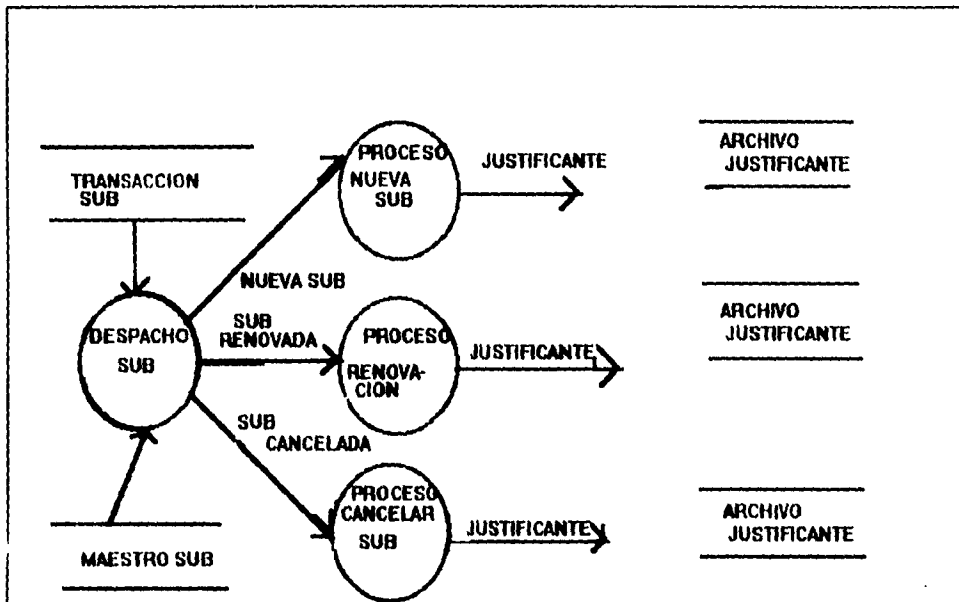 TRANSACCION
SUB
PROCESO
NUEVA
SUB
JUSTIFICANTE
ARCHIVO
JUSTIFICANTE
NUEVA SUB
DESPACHO
SUB
SUB
RENOVADA
PROCESO
RENOVA-
CION
JUSTIFICANTE
ARCHIVO
JUSTIFICANTE
SUB
CANCELADA
PROCESO
CANCELAR
SUB
JUSTIFICANTE
ARCHIVO
JUSTIFICANTE
MAESTRO SUB